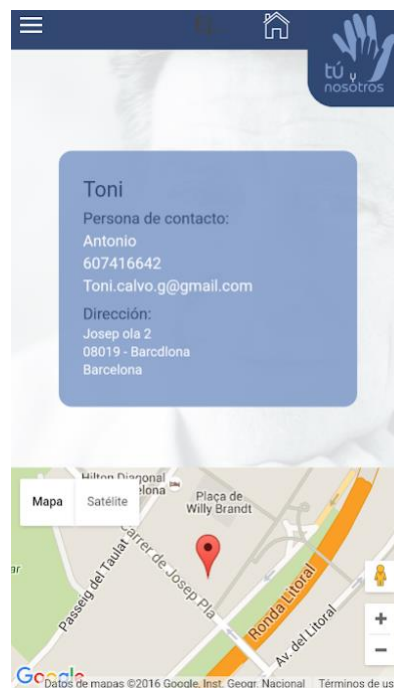 tú y
nosotros
Toni
Persona de contacto:
Antonio
607416642
Toni.calvo.g@gmail.com
Dirección:
Josep ola 2
08019 - Barcdlona
Barcelona
Hilton Diagonal
elona
Mapa
Satélite
Plaça de
Willy Brandt
ar
Passeig del Taulat
Carrer de Josep Pla
Ronda Litoral
Av. del Litoral
+
−
Google
Datos de mapas ©2016 Google, Inst. Geogr. Nacional
Términos de us